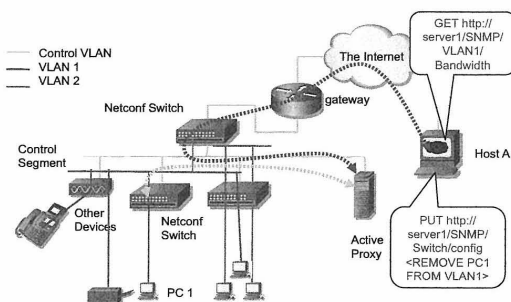 GET http://
server1/SNMP/
VLAN1/
Bandwidth
Control VLAN
VLAN 1
VLAN 2
The Internet
Netconf Switch
gateway
Control
Segment
Host A
Other
Devices
Netconf
Switch
Active
Proxy
PUT http://
server1/SNMP/
Switch/config
<REMOVE PC1
FROM VLAN1>
PC 1